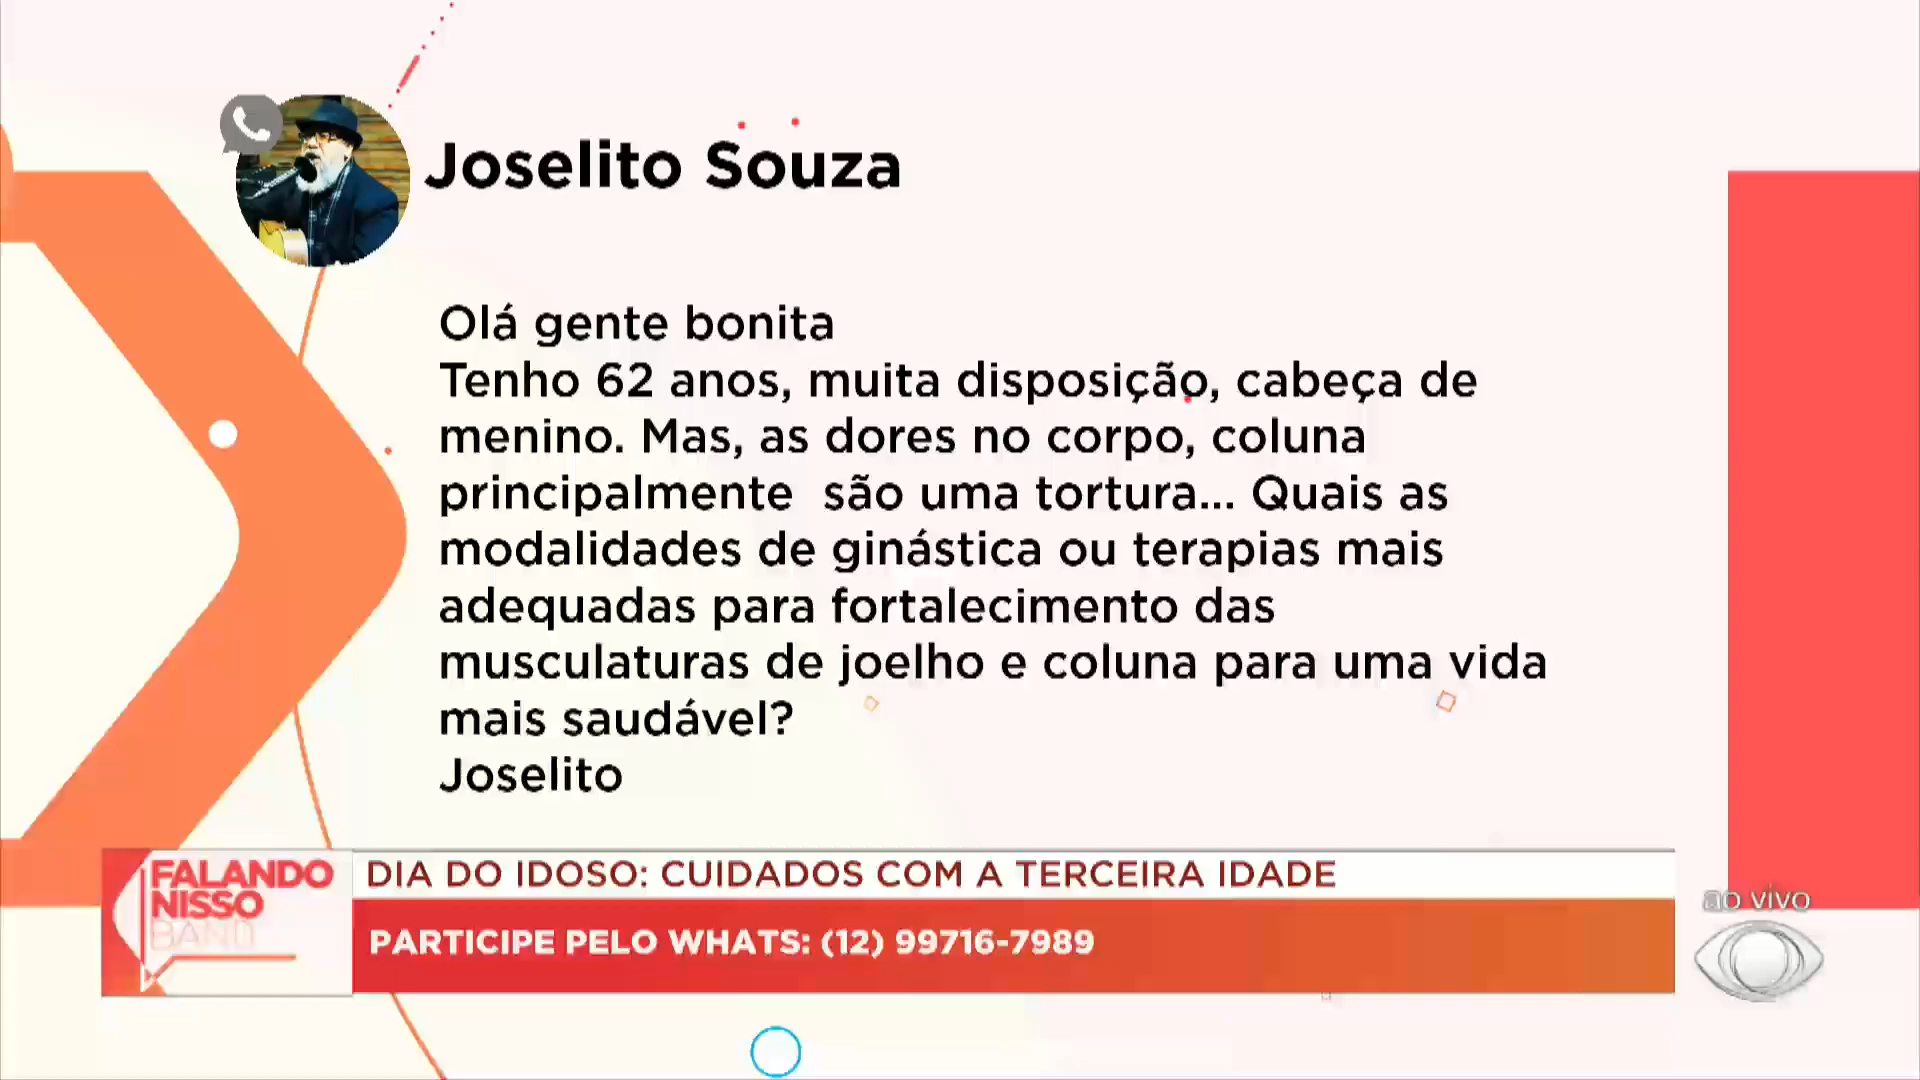 Joselito Souza
Olá gente bonita
Tenho 62 anos, muita disposição, cabeça de
menino. Mas, as dores no corpo, coluna
principalmente  são uma tortura... Quais as
modalidades de ginástica ou terapias mais
adequadas para fortalecimento das
musculaturas de joelho e coluna para uma vida
mais saudável?
Joselito
FALANDO
NISSO
BAND
DIA DO IDOSO: CUIDADOS COM A TERCEIRA IDADE
PARTICIPE PELO WHATS: (12) 99716-7989
ao vivo